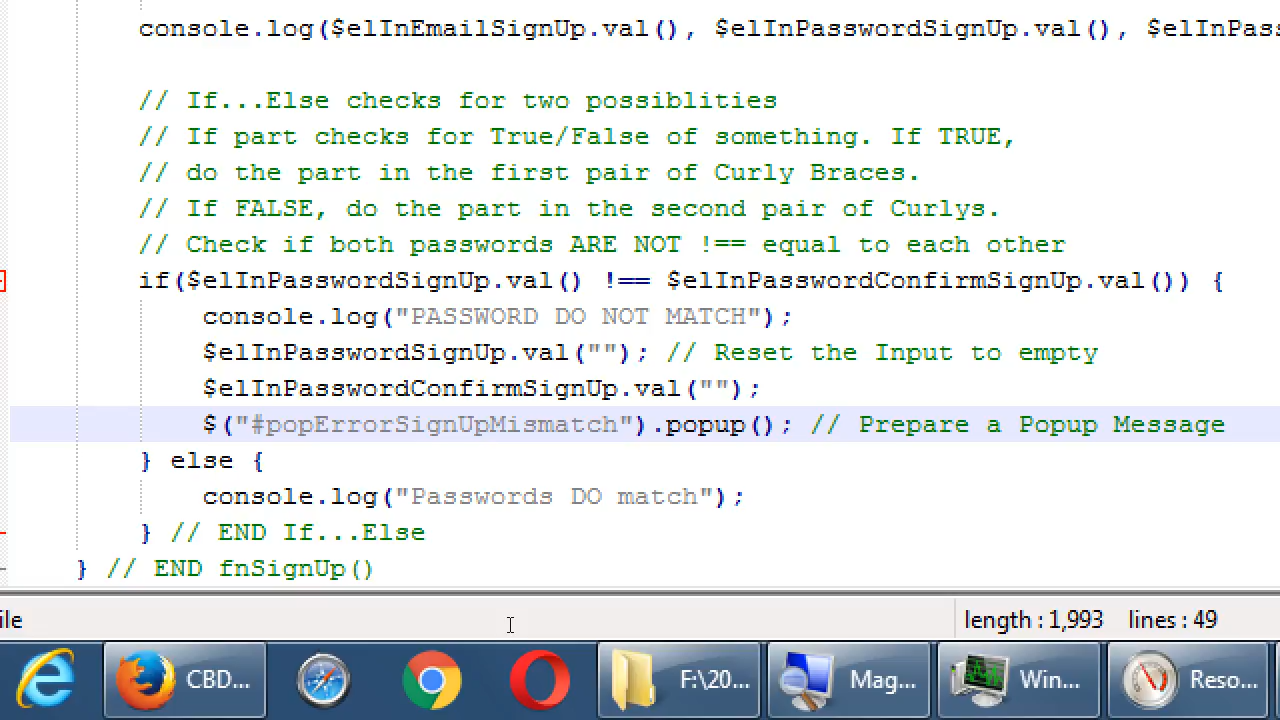 console.log($elInEmailSignUp.val(), $elInPasswordSignUp.val(), $elInPass
// If...Else checks for two possiblities
// If part checks for True/False of something. If TRUE,
// do the part in the first pair of Curly Braces.
// If FALSE, do the part in the second pair of Curlys.
// Check if both passwords ARE NOT !== equal to each other
if($elInPasswordSignUp.val() !== $elInPasswordConfirmSignUp.val()) {
console.log("PASSWORD DO NOT MATCH");
$elInPasswordSignUp.val(""); // Reset the Input to empty
$elInPasswordConfirmSignUp.val("");
$("#popErrorSignUpMismatch").popup(); // Prepare a Popup Message
} else {
console.log("Passwords DO match");
} // END If...Else
} // END fnSignUp()
ile length : 1,993 lines : 49
CBD... F:\20... Mag... Win... Reso...